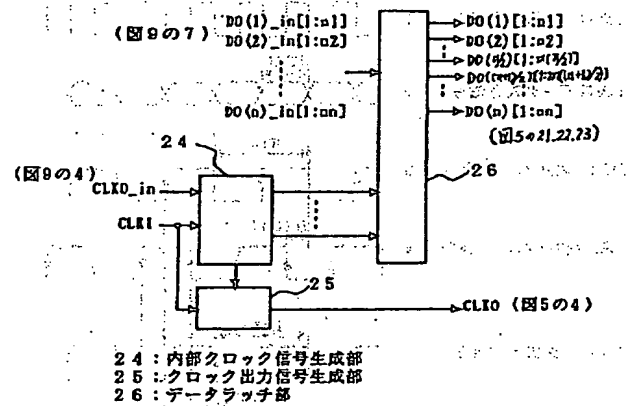 (図9の7)
DO(1)_in[1:n1]
DO(2)_in[1:n2]
DO(n)_in[1:nn]
DO(1)[1:n1]
DO(2)[1:n2]
DO(n)[1:nn]
(図5の21,22,23)
24
26
(図9の4)
CLKO_in
CLKI
25
CLKO (図5の4)
24:内部クロック信号生成部
25:クロック出力信号生成部
26:データラッチ部